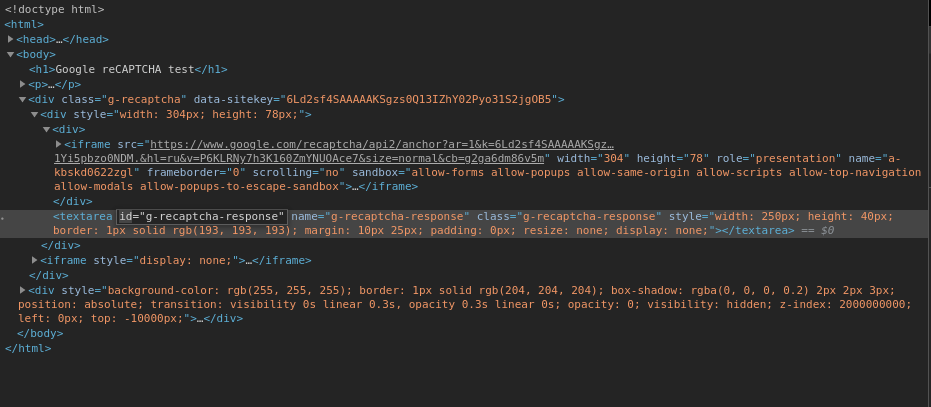 <!doctype html>
<html>
<head>…</head>
<body>
<h1>Google reCAPTCHA test</h1>
<p>…</p>
<div class="g-recaptcha" data-sitekey="6Ld2sf4SAAAAAKSgzs0Q13IZhY02Pyo31S2jgOB5">
<div style="width: 304px; height: 78px;">
<div>
<iframe src="https://www.google.com/recaptcha/api2/anchor?ar=1&k=6Ld2sf4SAAAAAKSgz…
1Yi5pbzo0NDM.&hl=ru&v=P6KLRNy7h3K160ZmYNUOAce7&size=normal&cb=q2ga6dm86v5m" width="304" height="78" role="presentation" name="a-
kbskd0622zgl" frameborder="0" scrolling="no" sandbox="allow-forms allow-popups allow-same-origin allow-scripts allow-top-navigation
allow-modals allow-popups-to-escape-sandbox">…</iframe>
</div>
<textarea id="g-recaptcha-response" name="g-recaptcha-response" class="g-recaptcha-response" style="width: 250px; height: 40px;
border: 1px solid rgb(193, 193, 193); margin: 10px 25px; padding: 0px; resize: none; display: none;"></textarea> == $0
</div>
<iframe style="display: none;">…</iframe>
</div>
<div style="background-color: rgb(255, 255, 255); border: 1px solid rgb(204, 204, 204); box-shadow: rgba(0, 0, 0, 0.2) 2px 2px 3px;
position: absolute; transition: visibility 0s linear 0.3s, opacity 0.3s linear 0s; opacity: 0; visibility: hidden; z-index: 2000000000;
left: 0px; top: -10000px;">…</div>
</body>
</html>